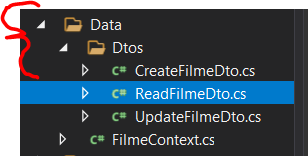 Data
Dtos
C# CreateFilmeDto.cs
C# ReadFilmeDto.cs
C# UpdateFilmeDto.cs
C# FilmeContext.cs